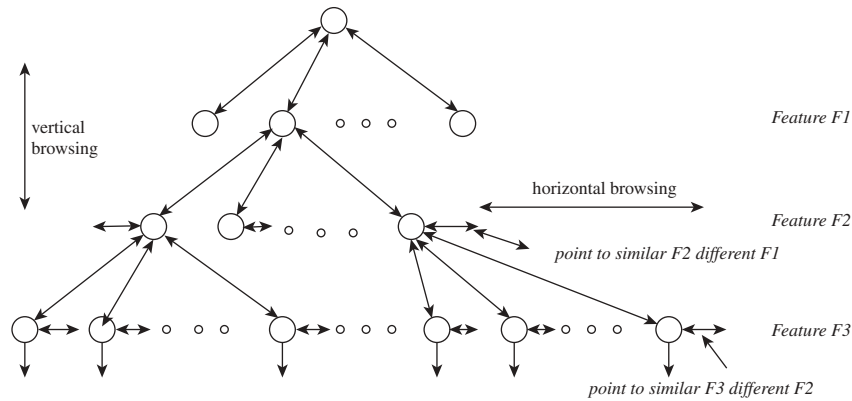 Feature F1
vertical
browsing
horizontal browsing
Feature F2
point to similar F2 different F1
Feature F3
point to similar F3 different F2